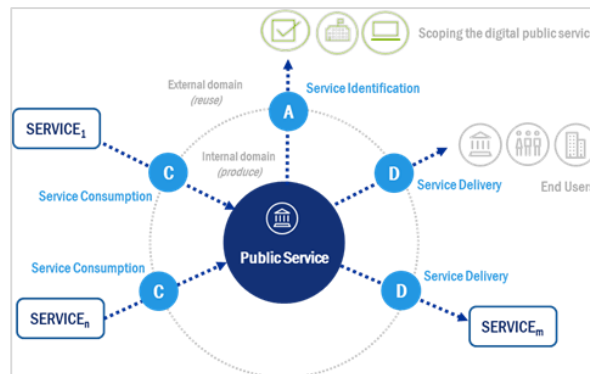 Scoping the digital public servic
External domain
(reuse)
Service Identification
A
SERVICE1
Internal domain
(produce)
C
D
Service Consumption
Service Delivery
End User
Public Service
Service Consumption
Service Delivery
C
D
SERVICEn
SERVICEm